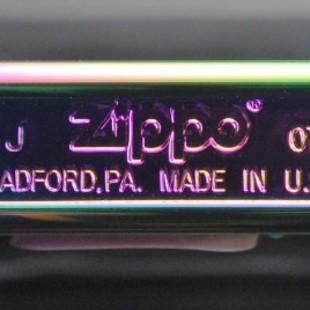 J Zippo® 07
ADFORD,PA. MADE IN U.S